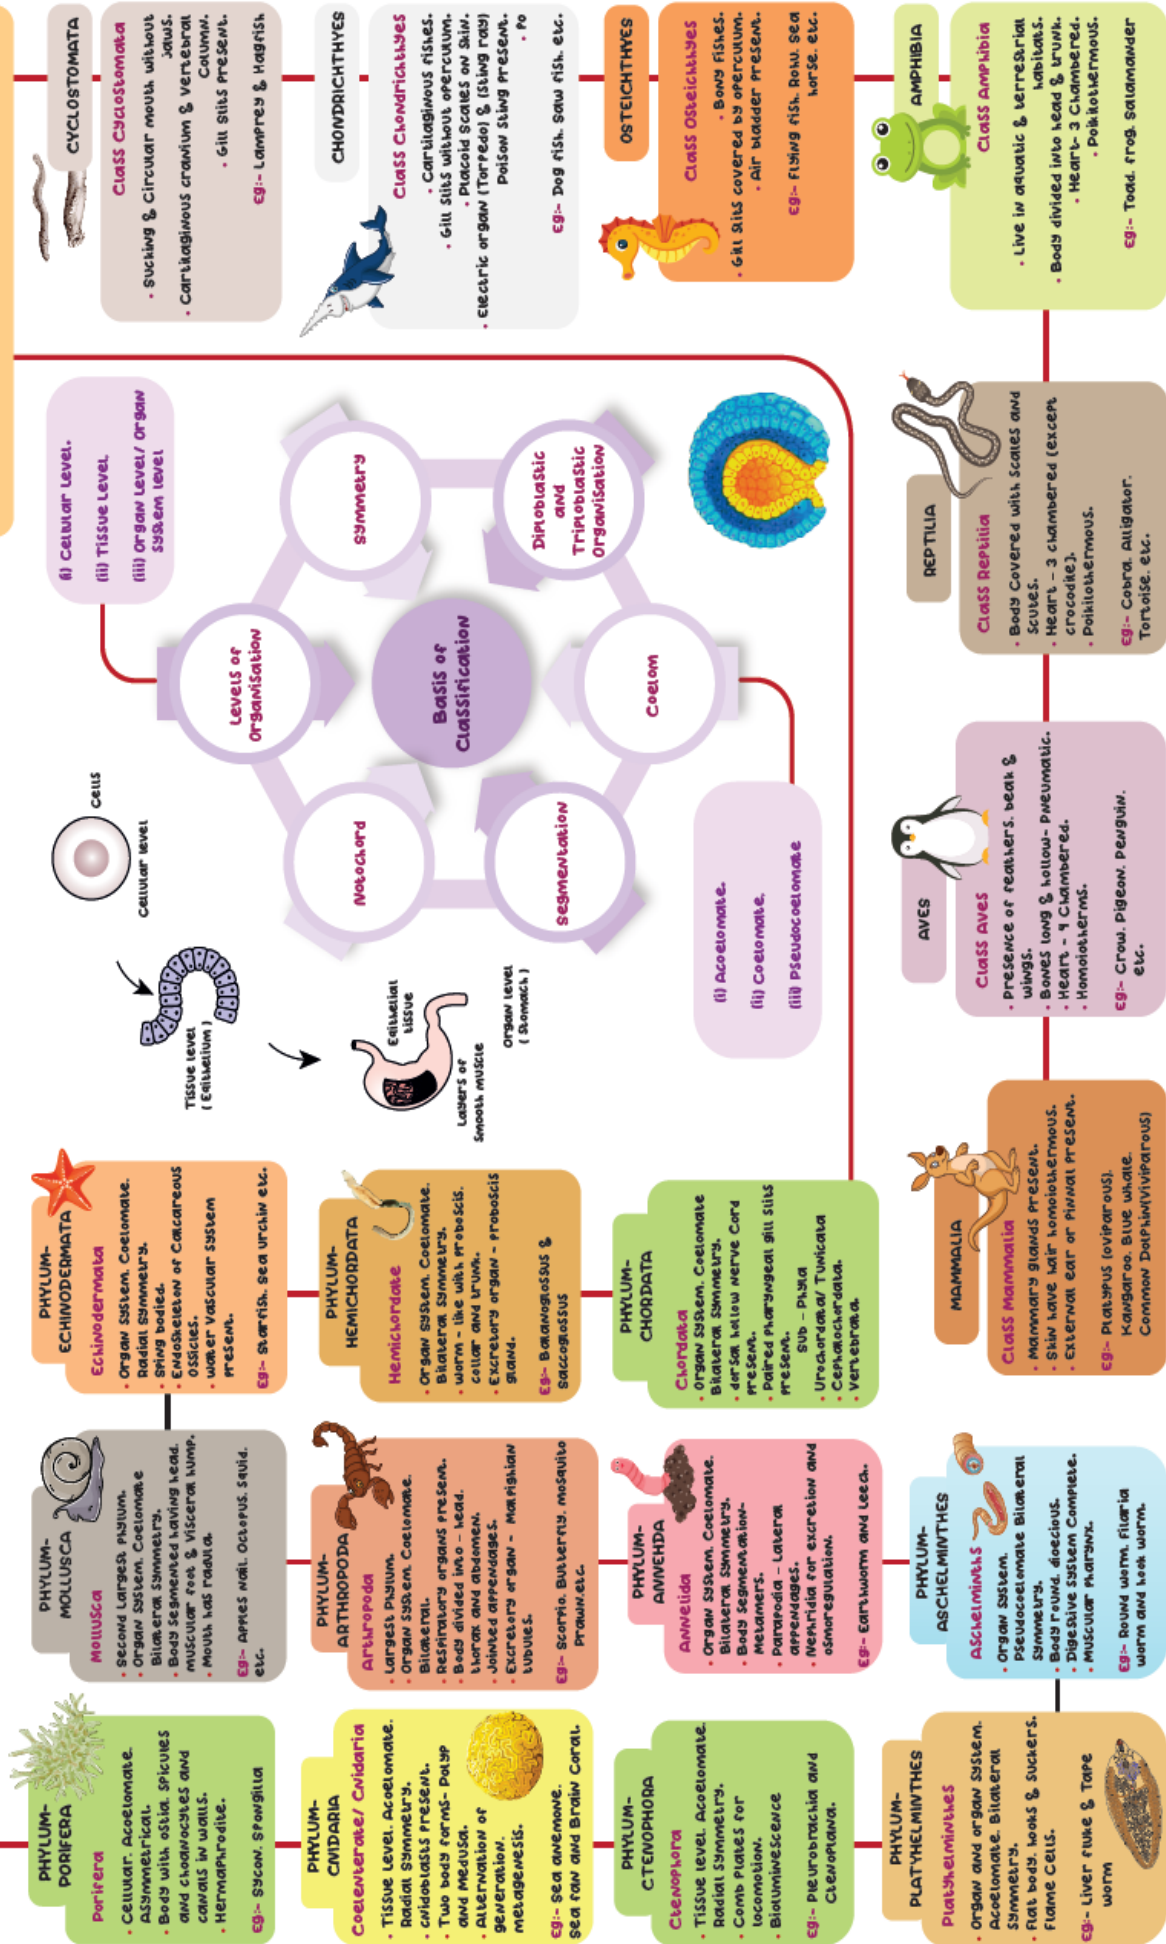 PHYLUM-
PORIFERA
Porifera
• Cellular. Acoelomate.
Asymmetrical.
• Body with ostia, spicules
and choanocytes and
canals in walls.
• Hermaphrodite.
Eg:- Sycon, Spongilla
PHYLUM-
CNIDARIA
Coelenterate/ Cnidaria
• Tissue level. Acoelomate.
Radial Symmetry.
• Cnidoblasts present.
• Two body forms- Polyp
and Medusa.
• Alternation of
generation.
metagenesis.
Eg:- Sea anemone.
Sea fan and Brain Coral.
PHYLUM-
CTENOPHORA
Ctenophora
• Tissue level. Acoelomate.
Radial Symmetry.
• Comb Plates for
locomotion.
• Bioluminescence
Eg:- Pleurobrachia and
Ctenoplana.
PHYLUM-
PLATYHELMINTHES
Platyhelminthes
• Organ and organ System.
Acoelomate. Bilateral
Symmetry.
• Flat body. hooks & Suckers.
• Flame Cells.
Eg:- Liver fluke & Tape
worm
PHYLUM-
MOLLUSCA
Mollusca
• Second Largest Phylum.
• Organ System. Coelomate
Bilateral Symmetry.
• Body Segmented having head.
muscular foot & Visceral hump.
• Mouth has radula.
Eg:- Apples nail. Octopus. Squid.
etc.
PHYLUM-
ARTHROPODA
Arthropoda
• Largest Phylum.
• Organ System. Coelomate.
Bilateral.
• Respiratory organs present.
• Body divided into - head.
thorax and abdomen.
• Jointed appendages.
• Excretory organ - Malpighian
tubules.
Eg:- Scorpio. Butterfly. mosquito
Prawn.etc.
PHYLUM-
ANNEHDA
Annelida
• Organ System. Coelomate.
Bilateral Symmetry.
• Body Segmentation-
Metamers.
• Parapodia - Lateral
appendages.
• Nephridia for excretion and
osmoregulation.
Eg:- Earthworm and Leech.
PHYLUM-
ASCHELMINTHES
Aschelminths
• Organ System.
Pseudocoelomate Bilateral
Symmetry.
• Body round. dioecious.
• Digestive System Complete.
• Muscular Pharynx.
Eg:- Round worm. Filaria
worm and hook worm.
PHYLUM-
ECHINODERMATA
Echinodermata
• Organ System. Coelomate.
Radial Symmetry.
• Spiny bodied.
• Endoskeleton of Calcareous
ossicles.
• Water Vascular System
Present.
Eg:- Starfish. Sea Urchin etc.
PHYLUM-
HEMICHORDATA
Hemichordate
• Organ System. Coelomate.
Bilateral Symmetry.
• Worm - like with Proboscis.
collar and trunk.
• Excretory organ - Proboscis
gland.
Eg:- Balanoglossus &
Saccoglossus
PHYLUM-
CHORDATA
Chordata
• Organ System. Coelomate
Bilateral Symmetry.
• dorsal hollow nerve Cord
Present.
• Paired Pharyngeal gill Slits
Present.
Sub - Phyla
• Urochordata/ Tunicata
• Cephalochordata.
• Vertebrata.
Cells
Cellular level
Tissue level
( Epithelium )
Epithelial
tissue
Layers of
Smooth muscle
Organ level
( Stomach )
Basis of
Classification
Levels of
Organisation
Symmetry
Diploblastic
and
Triploblastic
Organisation
Coelom
Segmentation
Notochord
(i) Cellular Level.
(ii) Tissue Level
(iii) Organ Level/ Organ
System level
(i) Acoelomate.
(ii) Coelomate.
(iii) Pseudocoelomate
CYCLOSTOMATA
Class Cyclostomata
• Sucking & Circular mouth without
Jaws.
• Cartilaginous cranium & Vertebral
Column.
• Gill Slits Present.
Eg:- Lamprey & Hagfish
CHONDRICHTHYES
Class Chondrichthyes
• Cartilaginous fishes.
• Gill Slits without operculum.
• Placoid Scales on Skin.
• Electric organ (Torpedo) & (Sting ray)
Poison Sting Present.
• Po
Eg:- Dog fish. Saw fish. etc.
OSTEICHTHYES
Class Osteichthyes
• Bony fishes.
• Gill Slits covered by operculum.
• Air bladder present.
Eg:- Flying fish. Rohu. Sea
horse. etc.
AMPHIBIA
Class Amphibia
• Live in aquatic & terrestrial
habitats.
• Body divided into head & trunk.
• Heart- 3 Chambered.
• Poikilothermous.
Eg:- Toad. frog. Salamander
REPTILIA
Class Reptilia
• Body Covered with Scales and
Scutes.
• Heart - 3 chambered (except
crocodile).
• Poikilothermous.
Eg:- Cobra. Alligator.
Tortoise. etc.
AVES
Class Aves
• Presence of feathers. beak &
wings.
• Bones long & hollow- Pneumatic.
• Heart - 4 Chambered.
• Homoiotherms.
Eg:- Crow. Pigeon. Penguin.
etc.
MAMMALIA
Class Mammalia
• Mammary glands Present.
• Skin have hair homoiothermous.
• External ear or Pinnal Present.
Eg:- Platypus (oviparous).
Kangaroo. Blue whale.
Common Dolphin(Viviparous)